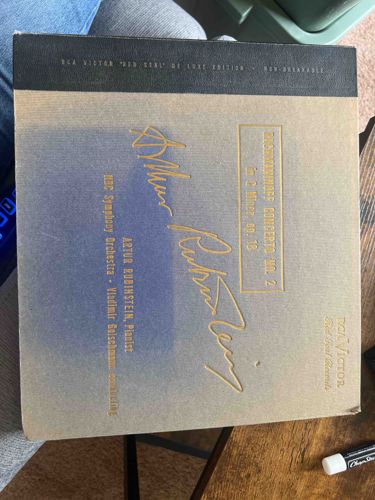 RCA VICTOR "RED SEAL" DE LUXE EDITION · NON-BREAKABLE
RACHMANINOFF CONCERTO NO. 2
in C Minor, Op. 18
Arthur Rubinstein
ARTUR RUBINSTEIN, Pianist
NBC Symphony Orchestra · Vladimir Golschmann conducting
RCA VICTOR
Red Seal Records
ChapSti